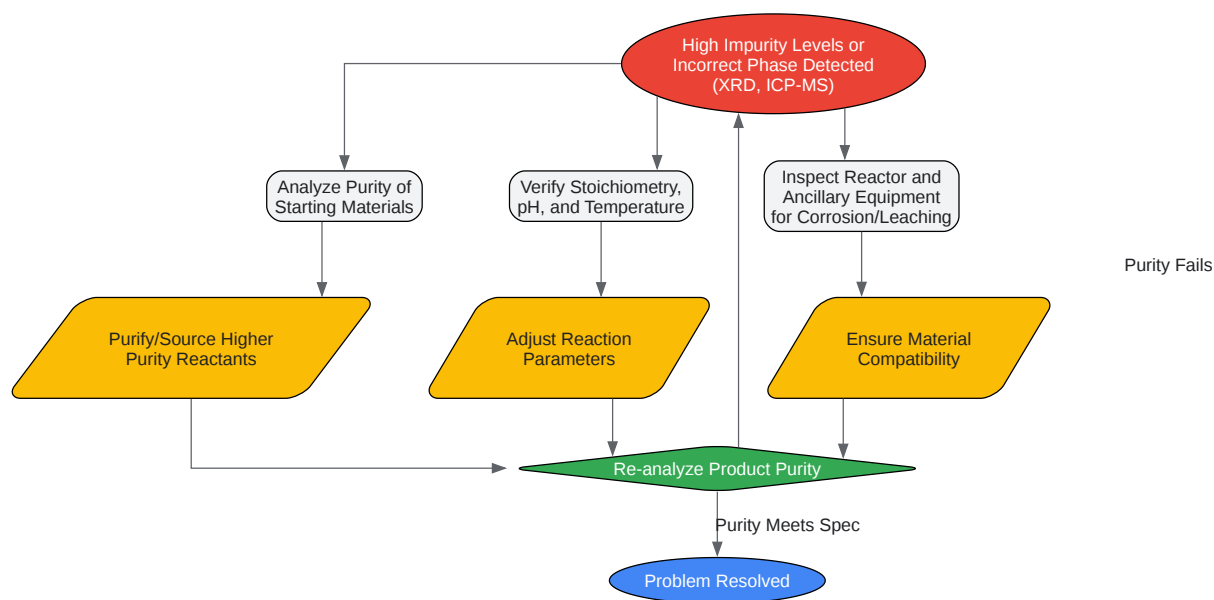 High Impurity Levels or
Incorrect Phase Detected
(XRD, ICP-MS)
Analyze Purity of
Starting Materials
Verify Stoichiometry,
pH, and Temperature
Inspect Reactor and
Ancillary Equipment
for Corrosion/Leaching
Purity Fails
Purify/Source Higher
Purity Reactants
Adjust Reaction
Parameters
Ensure Material
Compatibility
Re-analyze Product Purity
Purity Meets Spec
Problem Resolved